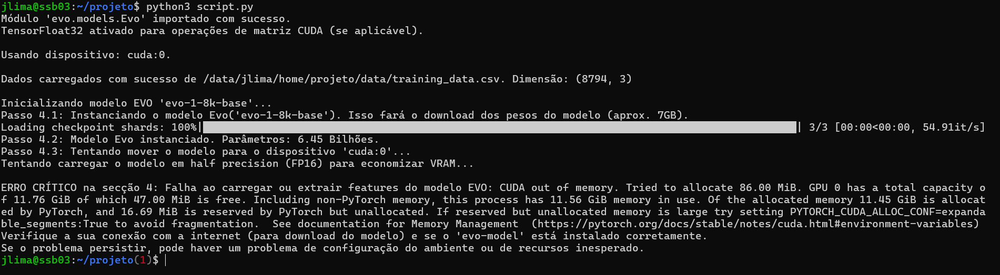 jlima@ssb03:~/projeto$ python3 script.py
Módulo 'evo.models.Evo' importado com sucesso.
TensorFloat32 ativado para operações de matriz CUDA (se aplicável).
Usando dispositivo: cuda:0.
Dados carregados com sucesso de /data/jlima/home/projeto/data/training_data.csv. Dimensão: (8794, 3)
Inicializando modelo EVO 'evo-1-8k-base'...
Passo 4.1: Instanciando o modelo Evo('evo-1-8k-base'). Isso fará o download dos pesos do modelo (aprox. 7GB).
Loading checkpoint shards: 100%|| 3/3 [00:00<00:00, 54.91it/s]
Passo 4.2: Modelo Evo instanciado. Parâmetros: 6.45 Bilhões.
Passo 4.3: Tentando mover o modelo para o dispositivo 'cuda:0'...
Tentando carregar o modelo em half precision (FP16) para economizar VRAM...
ERRO CRÍTICO na secção 4: Falha ao carregar ou extrair features do modelo EVO: CUDA out of memory. Tried to allocate 86.00 MiB. GPU 0 has a total capacity o
f 11.76 GiB of which 47.00 MiB is free. Including non-PyTorch memory, this process has 11.56 GiB memory in use. Of the allocated memory 11.45 GiB is allocat
ed by PyTorch, and 16.69 MiB is reserved by PyTorch but unallocated. If reserved but unallocated memory is large try setting PYTORCH_CUDA_ALLOC_CONF=expanda
ble_segments:True to avoid fragmentation.  See documentation for Memory Management  (https://pytorch.org/docs/stable/notes/cuda.html#environment-variables)
Verifique a sua conexão com a internet (para download do modelo) e se o 'evo-model' está instalado corretamente.
Se o problema persistir, pode haver um problema de configuração do ambiente ou de recursos inesperado.
jlima@ssb03:~/projeto(1)$